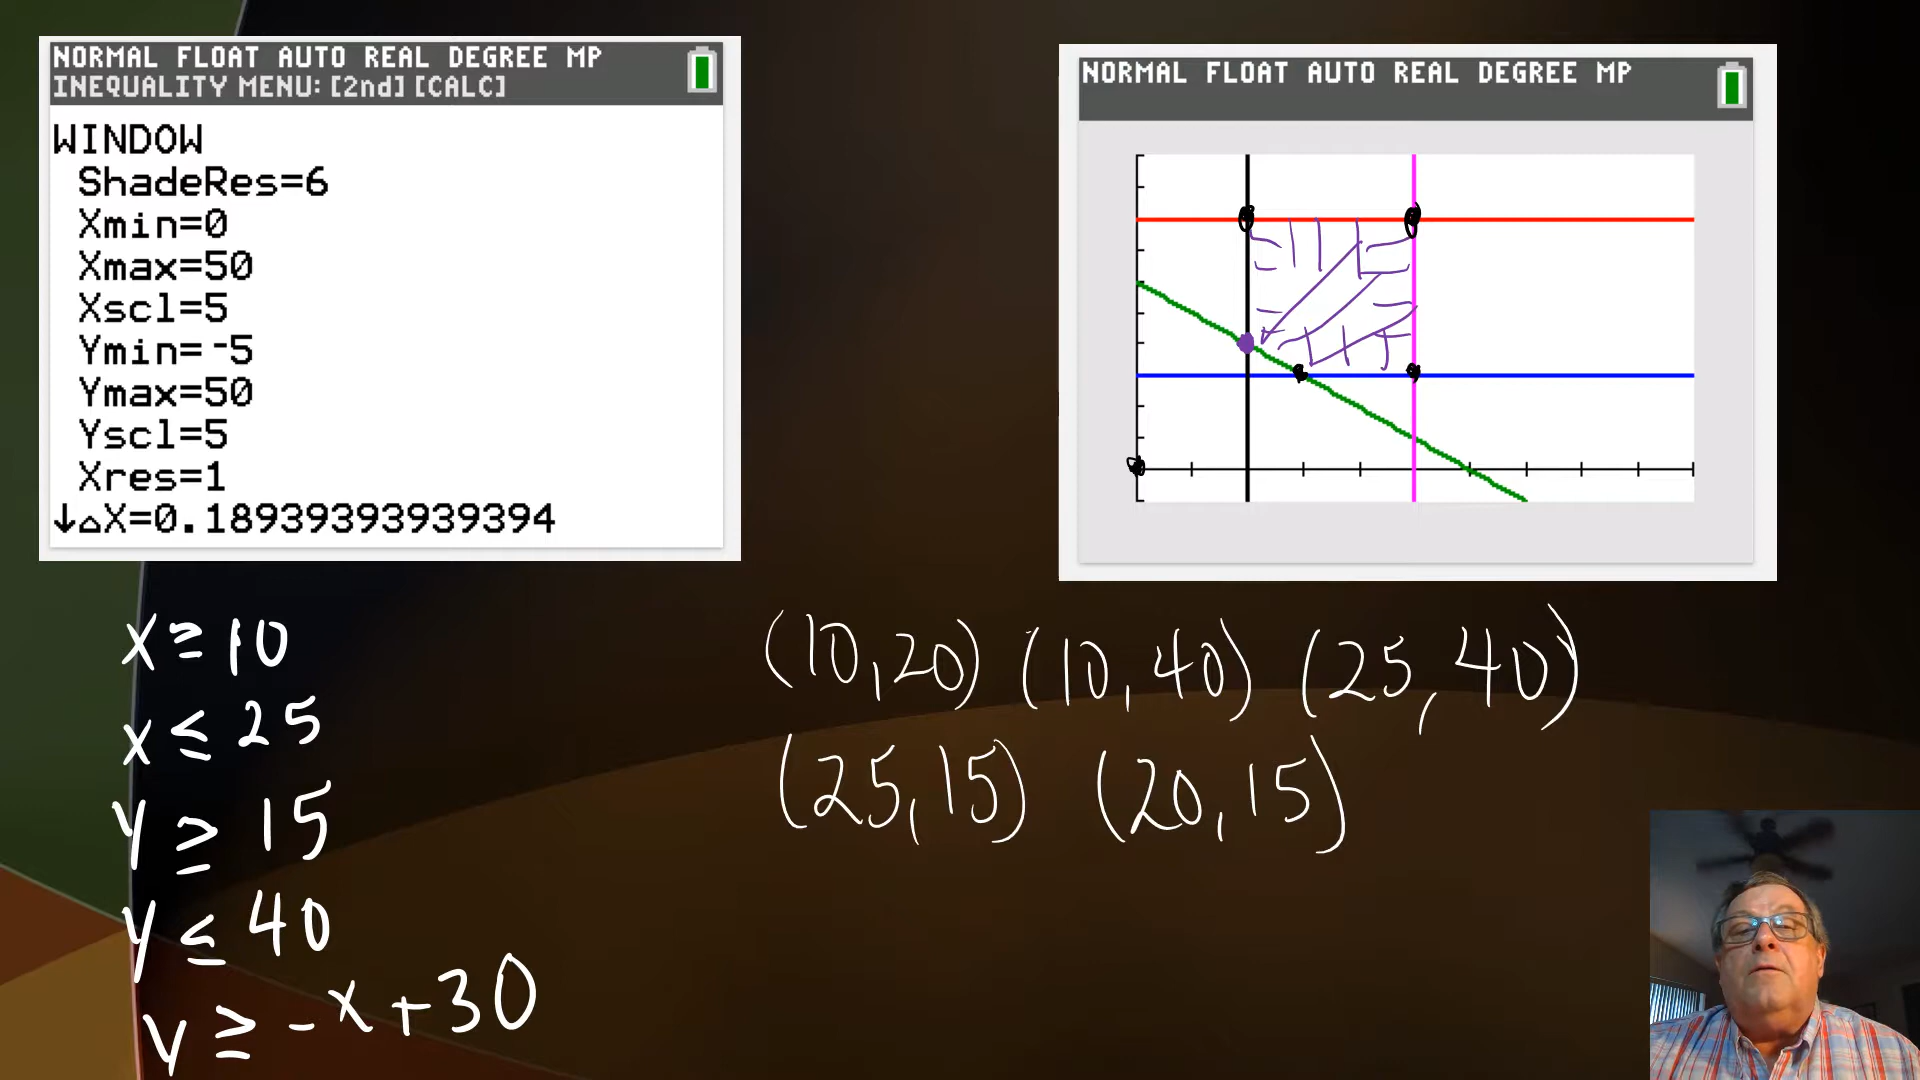 NORMAL FLOAT AUTO REAL DEGREE MP
INEQUALITY MENU: [2nd] [CALC]
WINDOW
ShadeRes=6
Xmin=0
Xmax=50
Xscl=5
Ymin=-5
Ymax=50
Yscl=5
Xres=1
↓△X=0.18939393939394
NORMAL FLOAT AUTO REAL DEGREE MP
x ≥ 10
x ≤ 25
y ≥ 15
y ≤ 40
y ≥ -x+30
(10,20) (10,40) (25,40)
(25,15) (20,15)